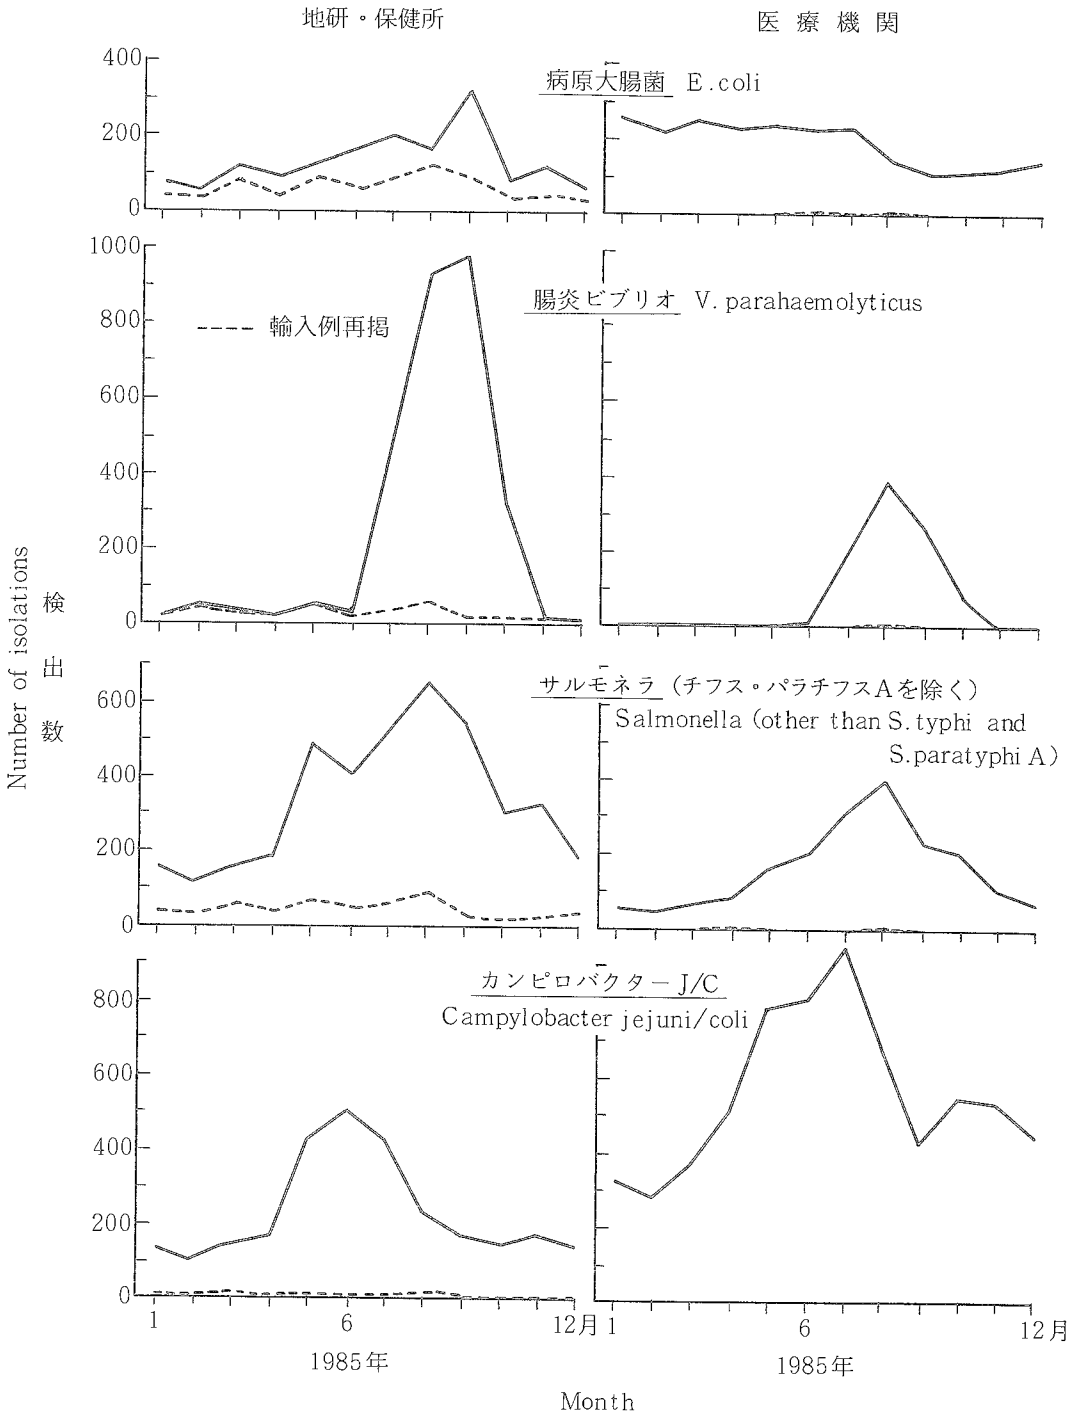 地研・保健所
医療機関
400
200
0
病原大腸菌 E.coli
1000
800
600
400
200
0
輸入例再掲
腸炎ビブリオ V. parahaemolyticus
Number of isolations
検出数
600
400
200
0
サルモネラ (チフス・パラチフスAを除く)
Salmonella (other than S.typhi and
S.paratyphi A)
800
600
400
200
0
カンピロバクター J/C
Campylobacter jejuni/coli
1 6 12月
1 6 12月
1985年
1985年
Month